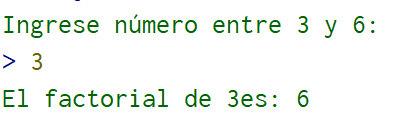 Ingrese número entre 3 y 6:
> 3
El factorial de 3es: 6